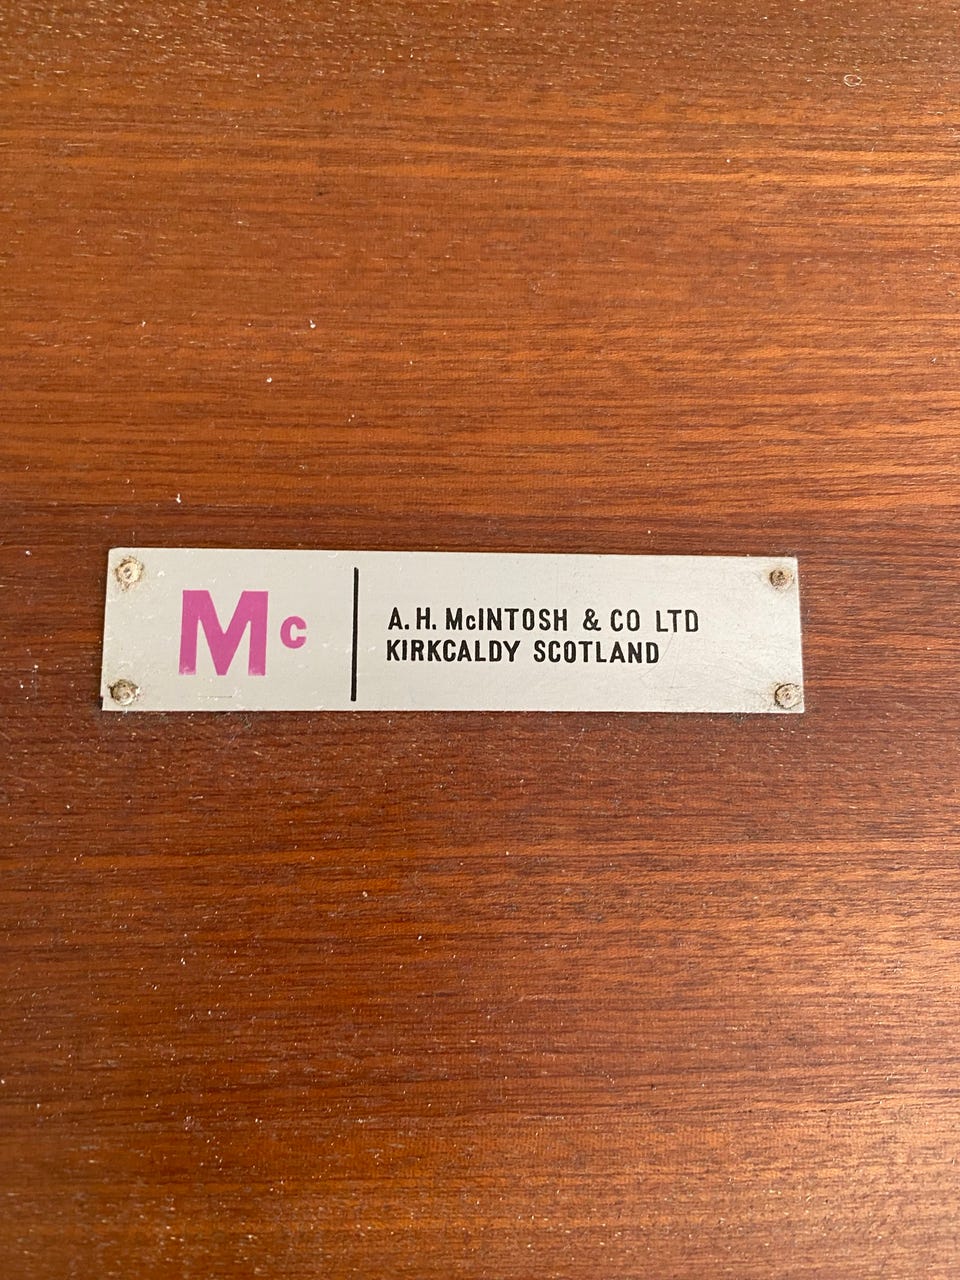 Mc
A.H. McINTOSH & CO LTD
KIRKCALDY SCOTLAND